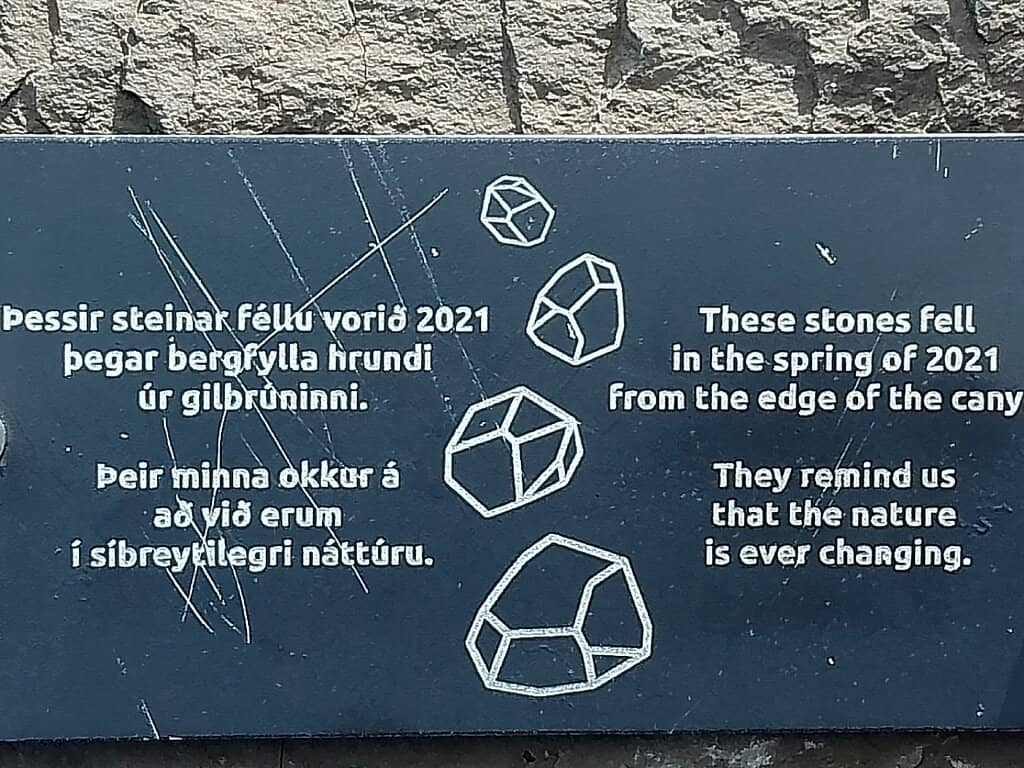 Þessir steinar féllu vorið 2021
þegar bergfylla hrundi
úr gilbrúninni.
Þeir minna okkur á
að við erum
í síbreytilegri náttúru.
These stones fell
in the spring of 2021
from the edge of the cany
They remind us
that the nature
is ever changing.